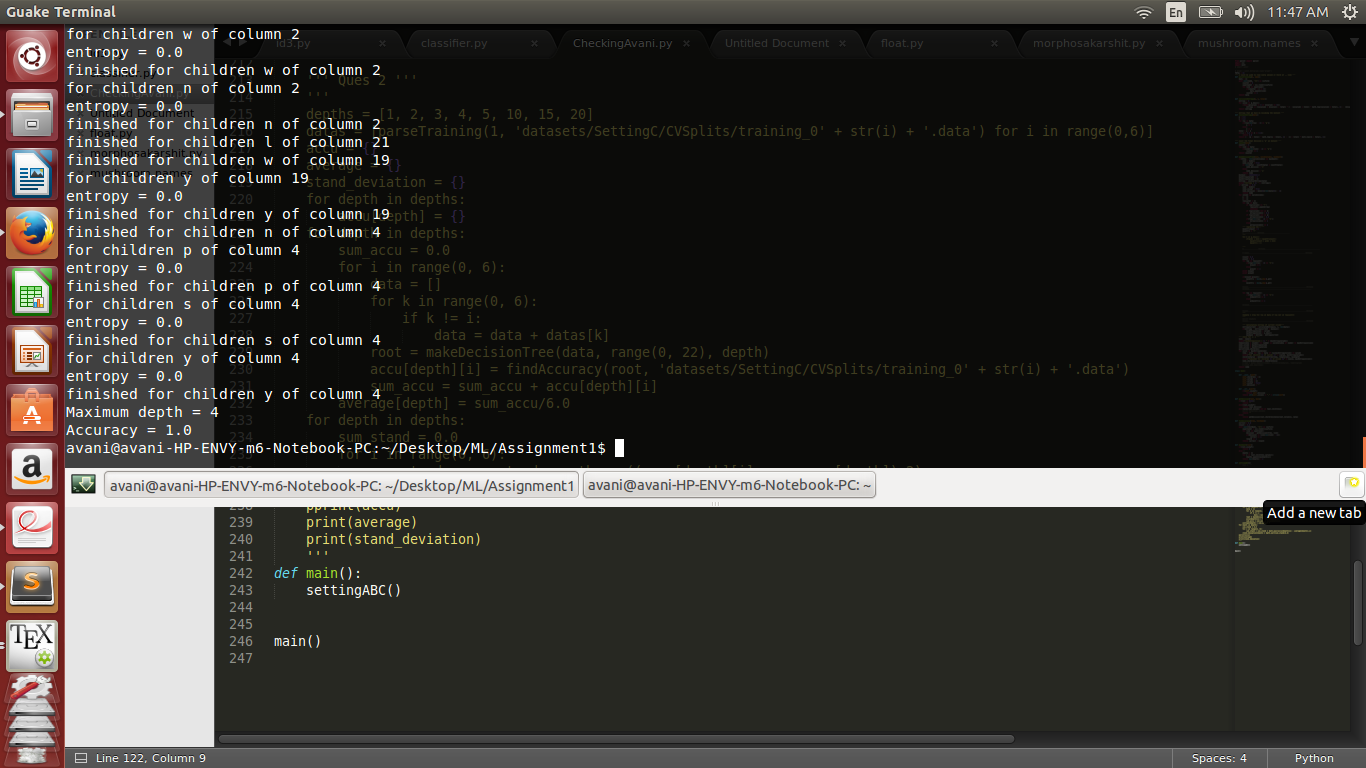 Guake Terminal
En
11:47 AM
for children w of column 2
entropy = 0.0
finished for children w of column 2
for children n of column 2
entropy = 0.0
finished for children n of column 2
finished for children l of column 21
finished for children w of column 19
for children y of column 19
entropy = 0.0
finished for children y of column 19
finished for children n of column 4
for children p of column 4
entropy = 0.0
finished for children p of column 4
for children s of column 4
entropy = 0.0
finished for children s of column 4
for children y of column 4
entropy = 0.0
finished for children y of column 4
Maximum depth = 4
Accuracy = 1.0
avani@avani-HP-ENVY-m6-Notebook-PC:~/Desktop/ML/Assignment1$
id3.py
classifier.py
CheckingAvani.py
Untitled Document
float.py
morphosakarshit.py
mushroom.names
''' Ques 2 '''
'''
depths = [1, 2, 3, 4, 5, 10, 15, 20]
parseTraining(1, 'datasets/SettingC/CVSplits/training_0' + str(i) + '.data') for i in range(0,6)]
stand_deviation = {}
for depth in depths:
[depth] = {}
in depths:
sum_accu = 0.0
224 for i in range(0, 6):
data = []
for k in range(0, 6):
227 if k != i:
data = data + datas[k]
root = makeDecisionTree(data, range(0, 22), depth)
230 accu[depth][i] = findAccuracy(root, 'datasets/SettingC/CVSplits/training_0' + str(i) + '.data')
sum_accu = sum_accu + accu[depth][i]
average[depth] = sum_accu/6.0
233 for depth in depths:
sum_stand = 0.0
avani@avani-HP-ENVY-m6-Notebook-PC: ~/Desktop/ML/Assignment1
avani@avani-HP-ENVY-m6-Notebook-PC: ~
Add a new tab
238 pprint(accu)
239 print(average)
240 print(stand_deviation)
241 '''
242 def main():
243 settingABC()
244
245
246 main()
247
Line 122, Column 9
Spaces: 4
Python